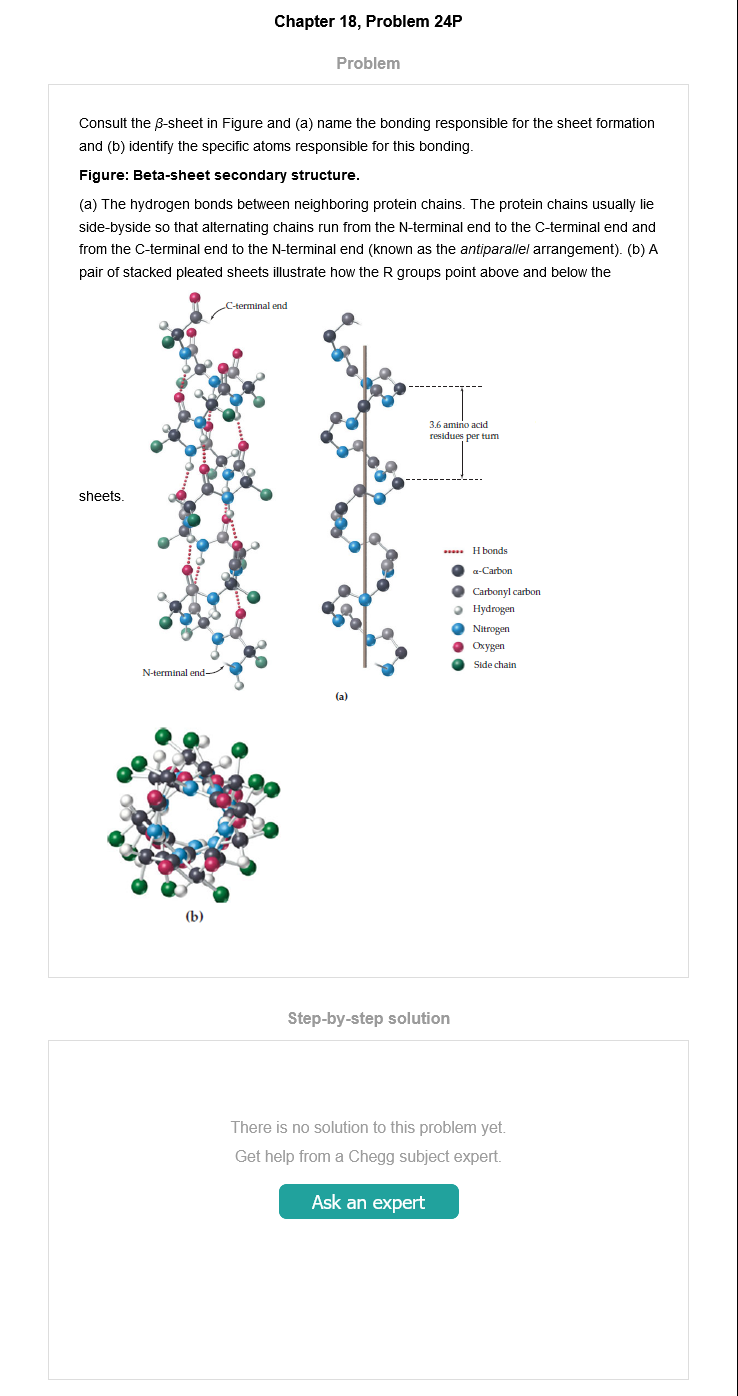 Chapter 18, Problem 24P
Problem
Consult the β-sheet in Figure and (a) name the bonding responsible for the sheet formation
and (b) identify the specific atoms responsible for this bonding.
Figure: Beta-sheet secondary structure.
(a) The hydrogen bonds between neighboring protein chains. The protein chains usually lie
side-byside so that alternating chains run from the N-terminal end to the C-terminal end and
from the C-terminal end to the N-terminal end (known as the antiparallel arrangement). (b) A
pair of stacked pleated sheets illustrate how the R groups point above and below the
C-terminal end
3.6 amino acid
residues per turn
sheets.
H bonds
α-Carbon
Carbonyl carbon
Hydrogen
Nitrogen
Oxygen
Side chain
N-terminal end
(a)
(b)
Step-by-step solution
There is no solution to this problem yet.
Get help from a Chegg subject expert.
Ask an expert